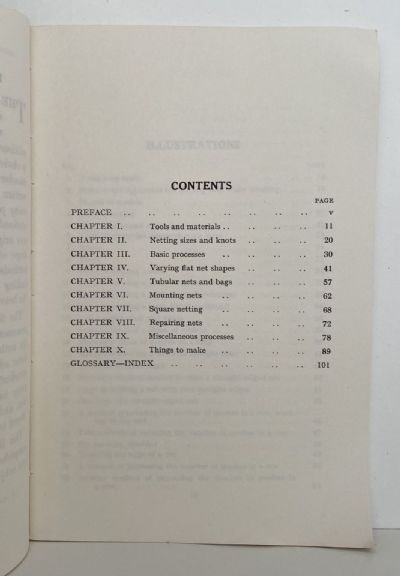 CONTENTS
PAGE
PREFACE .. .. .. .. .. .. .. .. v
CHAPTER I. Tools and materials .. .. .. .. 11
CHAPTER II. Netting sizes and knots .. .. .. 20
CHAPTER III. Basic processes .. .. .. .. 30
CHAPTER IV. Varying flat net shapes .. .. .. 41
CHAPTER V. Tubular nets and bags .. .. .. 57
CHAPTER VI. Mounting nets .. .. .. .. 62
CHAPTER VII. Square netting .. .. .. .. 68
CHAPTER VIII. Repairing nets .. .. .. .. 72
CHAPTER IX. Miscellaneous processes .. .. .. 78
CHAPTER X. Things to make .. .. .. .. 89
GLOSSARY—INDEX .. .. .. .. .. .. 101